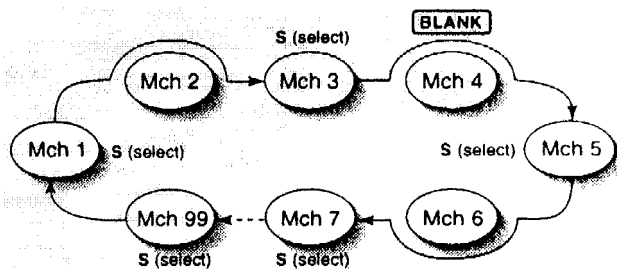 BLANK
S (select)
Mch 2
Mch 3
Mch 4
Mch 1
S (select)
S (select)
Mch 5
Mch 99
Mch 7
Mch 6
S (select)
S (select)